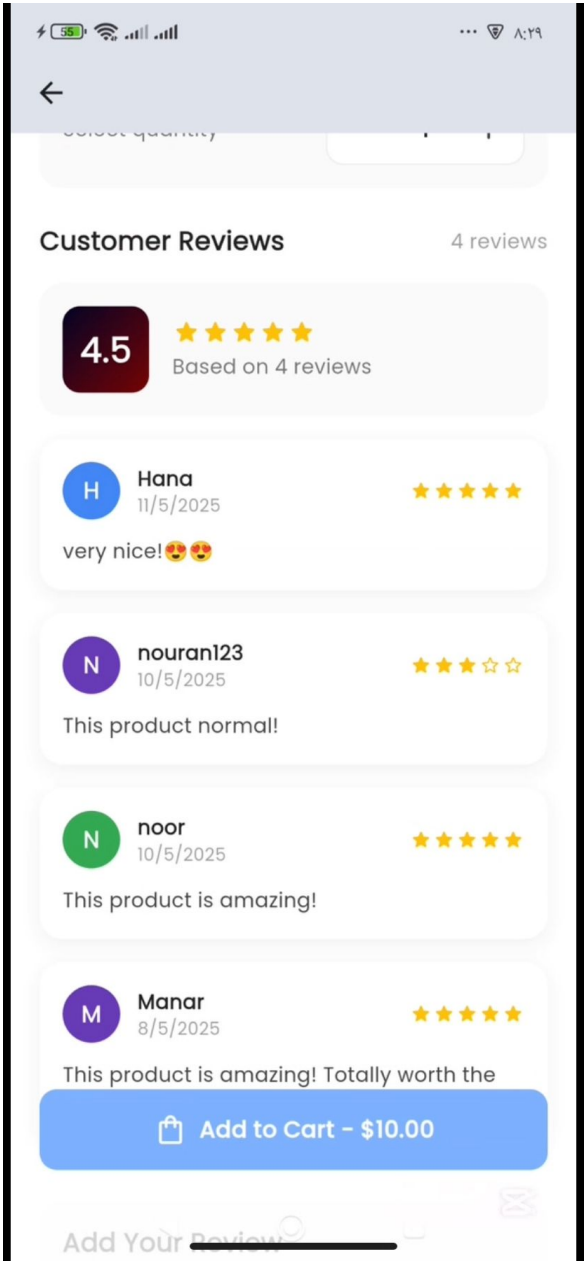 55
... ٨:٢٩
Select quantity
Customer Reviews
4 reviews
4.5
Based on 4 reviews
H
Hana
11/5/2025
very nice!😍😍
N
nouran123
10/5/2025
This product normal!
N
noor
10/5/2025
This product is amazing!
M
Manar
8/5/2025
This product is amazing! Totally worth the
Add to Cart - $10.00
Add Your Review